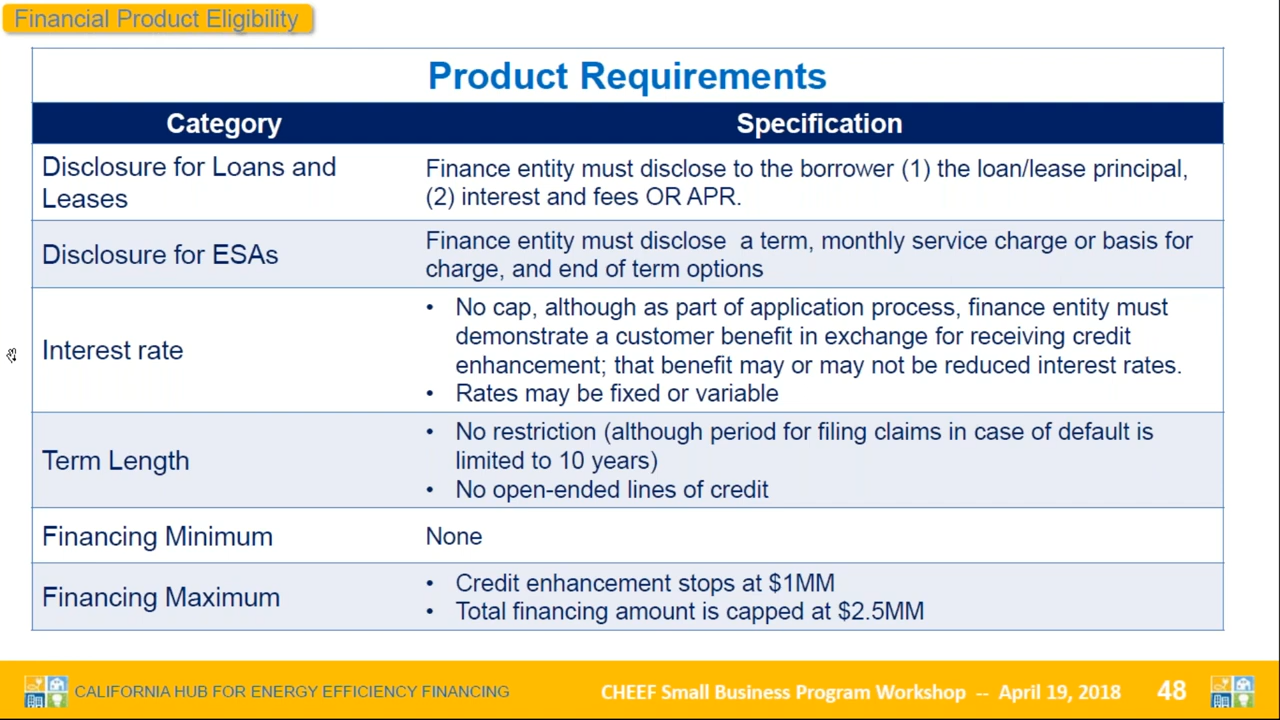 Financial Product Eligibility
Product Requirements
Category Specification
Disclosure for Loans and
Leases
Finance entity must disclose to the borrower (1) the loan/lease principal,
(2) interest and fees OR APR.
Disclosure for ESAs
Finance entity must disclose  a term, monthly service charge or basis for
charge, and end of term options
Interest rate
• No cap, although as part of application process, finance entity must
demonstrate a customer benefit in exchange for receiving credit
enhancement; that benefit may or may not be reduced interest rates.
• Rates may be fixed or variable
Term Length
• No restriction (although period for filing claims in case of default is
limited to 10 years)
• No open-ended lines of credit
Financing Minimum
None
Financing Maximum
• Credit enhancement stops at $1MM
• Total financing amount is capped at $2.5MM
CALIFORNIA HUB FOR ENERGY EFFICIENCY FINANCING
CHEEF Small Business Program Workshop -- April 19, 2018
48